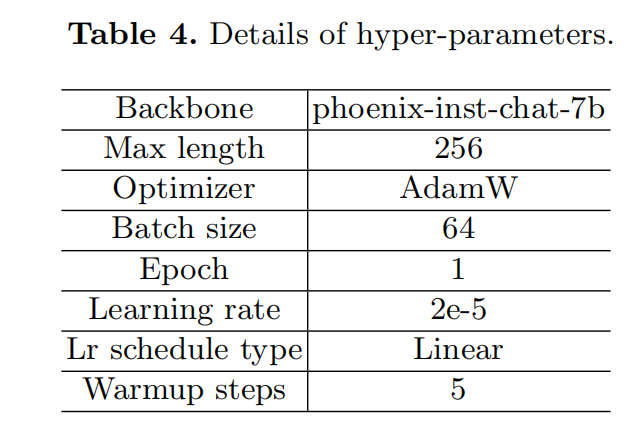 Table 4. Details of hyper-parameters.
Backbone phoenix-inst-chat-7b
Max length 256
Optimizer AdamW
Batch size 64
Epoch 1
Learning rate 2e-5
Lr schedule type Linear
Warmup steps 5